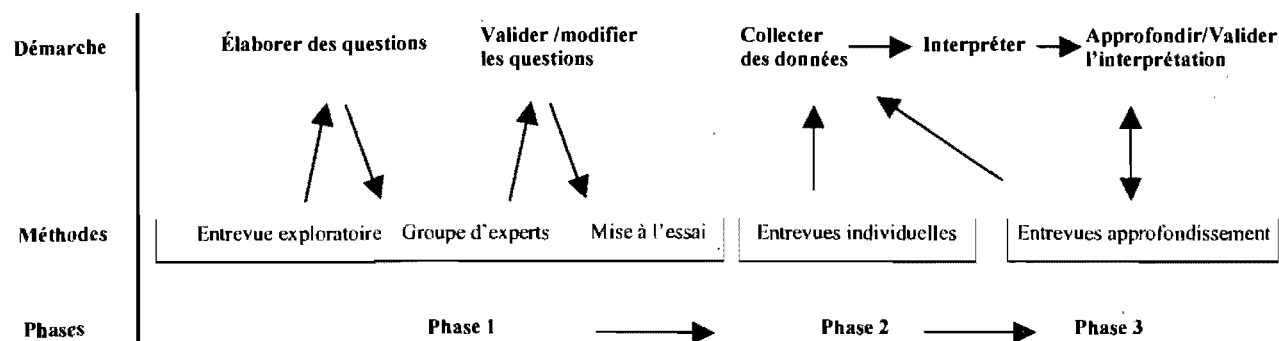 Démarche
Élaborer des questions
Valider /modifier
les questions
Collecter
des données
Interpréter
Approfondir/Valider
l'interprétation
Méthodes
Entrevue exploratoire
Groupe d'experts
Mise à l'essai
Entrevues individuelles
Entrevues approfondissement
Phases
Phase 1
Phase 2
Phase 3